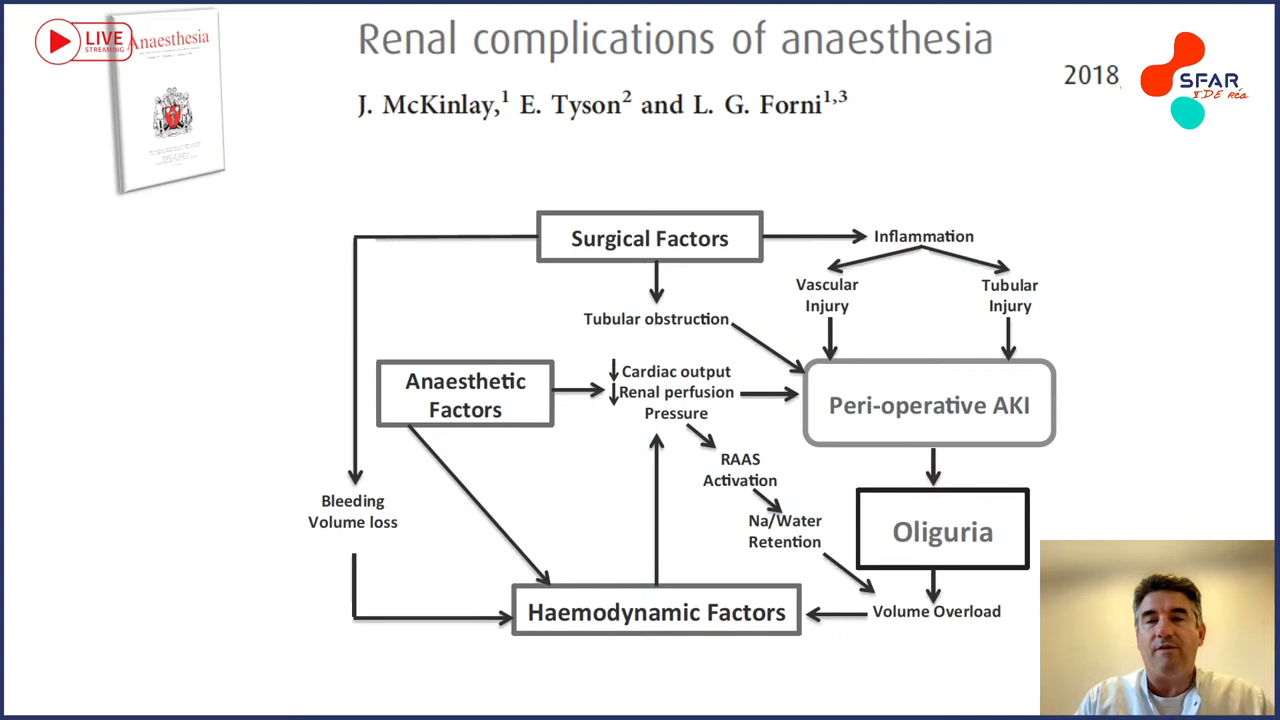 LIVE
STREAMING
Anaesthesia
Renal complications of anaesthesia
J. McKinlay,¹ E. Tyson² and L. G. Forni¹,³
2018,
SFAR
IDE Réa
Surgical Factors
Inflammation
Vascular
Injury
Tubular
Injury
Tubular obstruction
Anaesthetic
Factors
Cardiac output
Renal perfusion
Pressure
Peri-operative AKI
RAAS
Activation
Bleeding
Volume loss
Na/Water
Retention
Oliguria
Haemodynamic Factors
Volume Overload